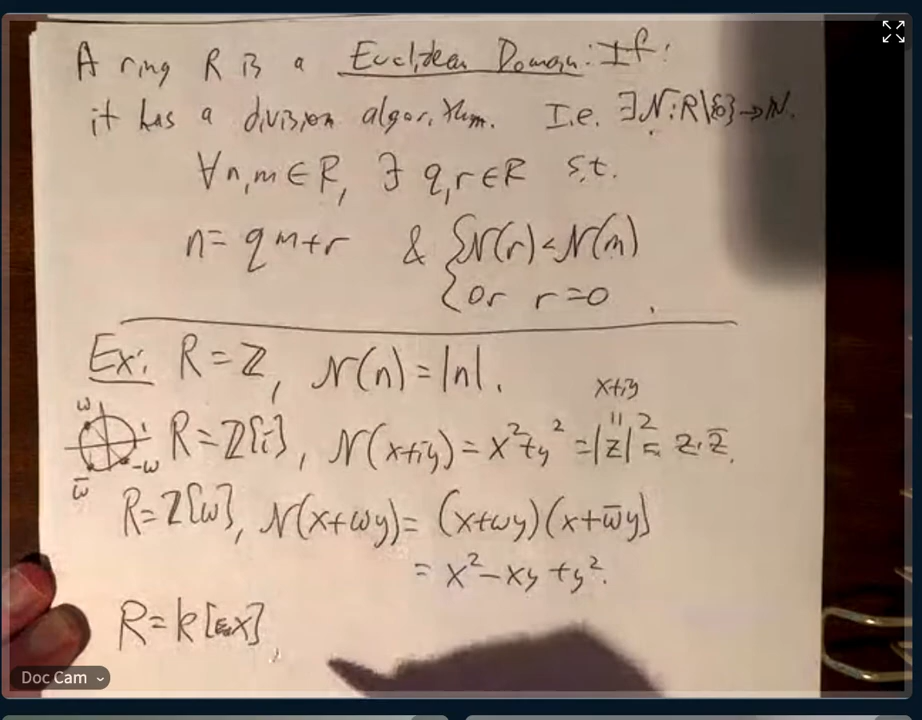 A ring R is a Euclidean Domain: If:
it has a division algorithm. I.e. ∃ N: R\{0} → ℕ.
∀ n, m ∈ R, ∃ q, r ∈ R s.t.
n = q m + r & { N(r) < N(m)
or r = 0 .
Ex: R = ℤ, N(n) = |n|.
x+iy
R = ℤ[i], N(x+iy) = x² + y² = |z|² = z·z̅.
ω 1 -ω ω̅
R = ℤ[ω], N(x+ωy) = (x+ωy)(x+ω̅y)
= x² - xy + y².
R = k[x],
Doc Cam